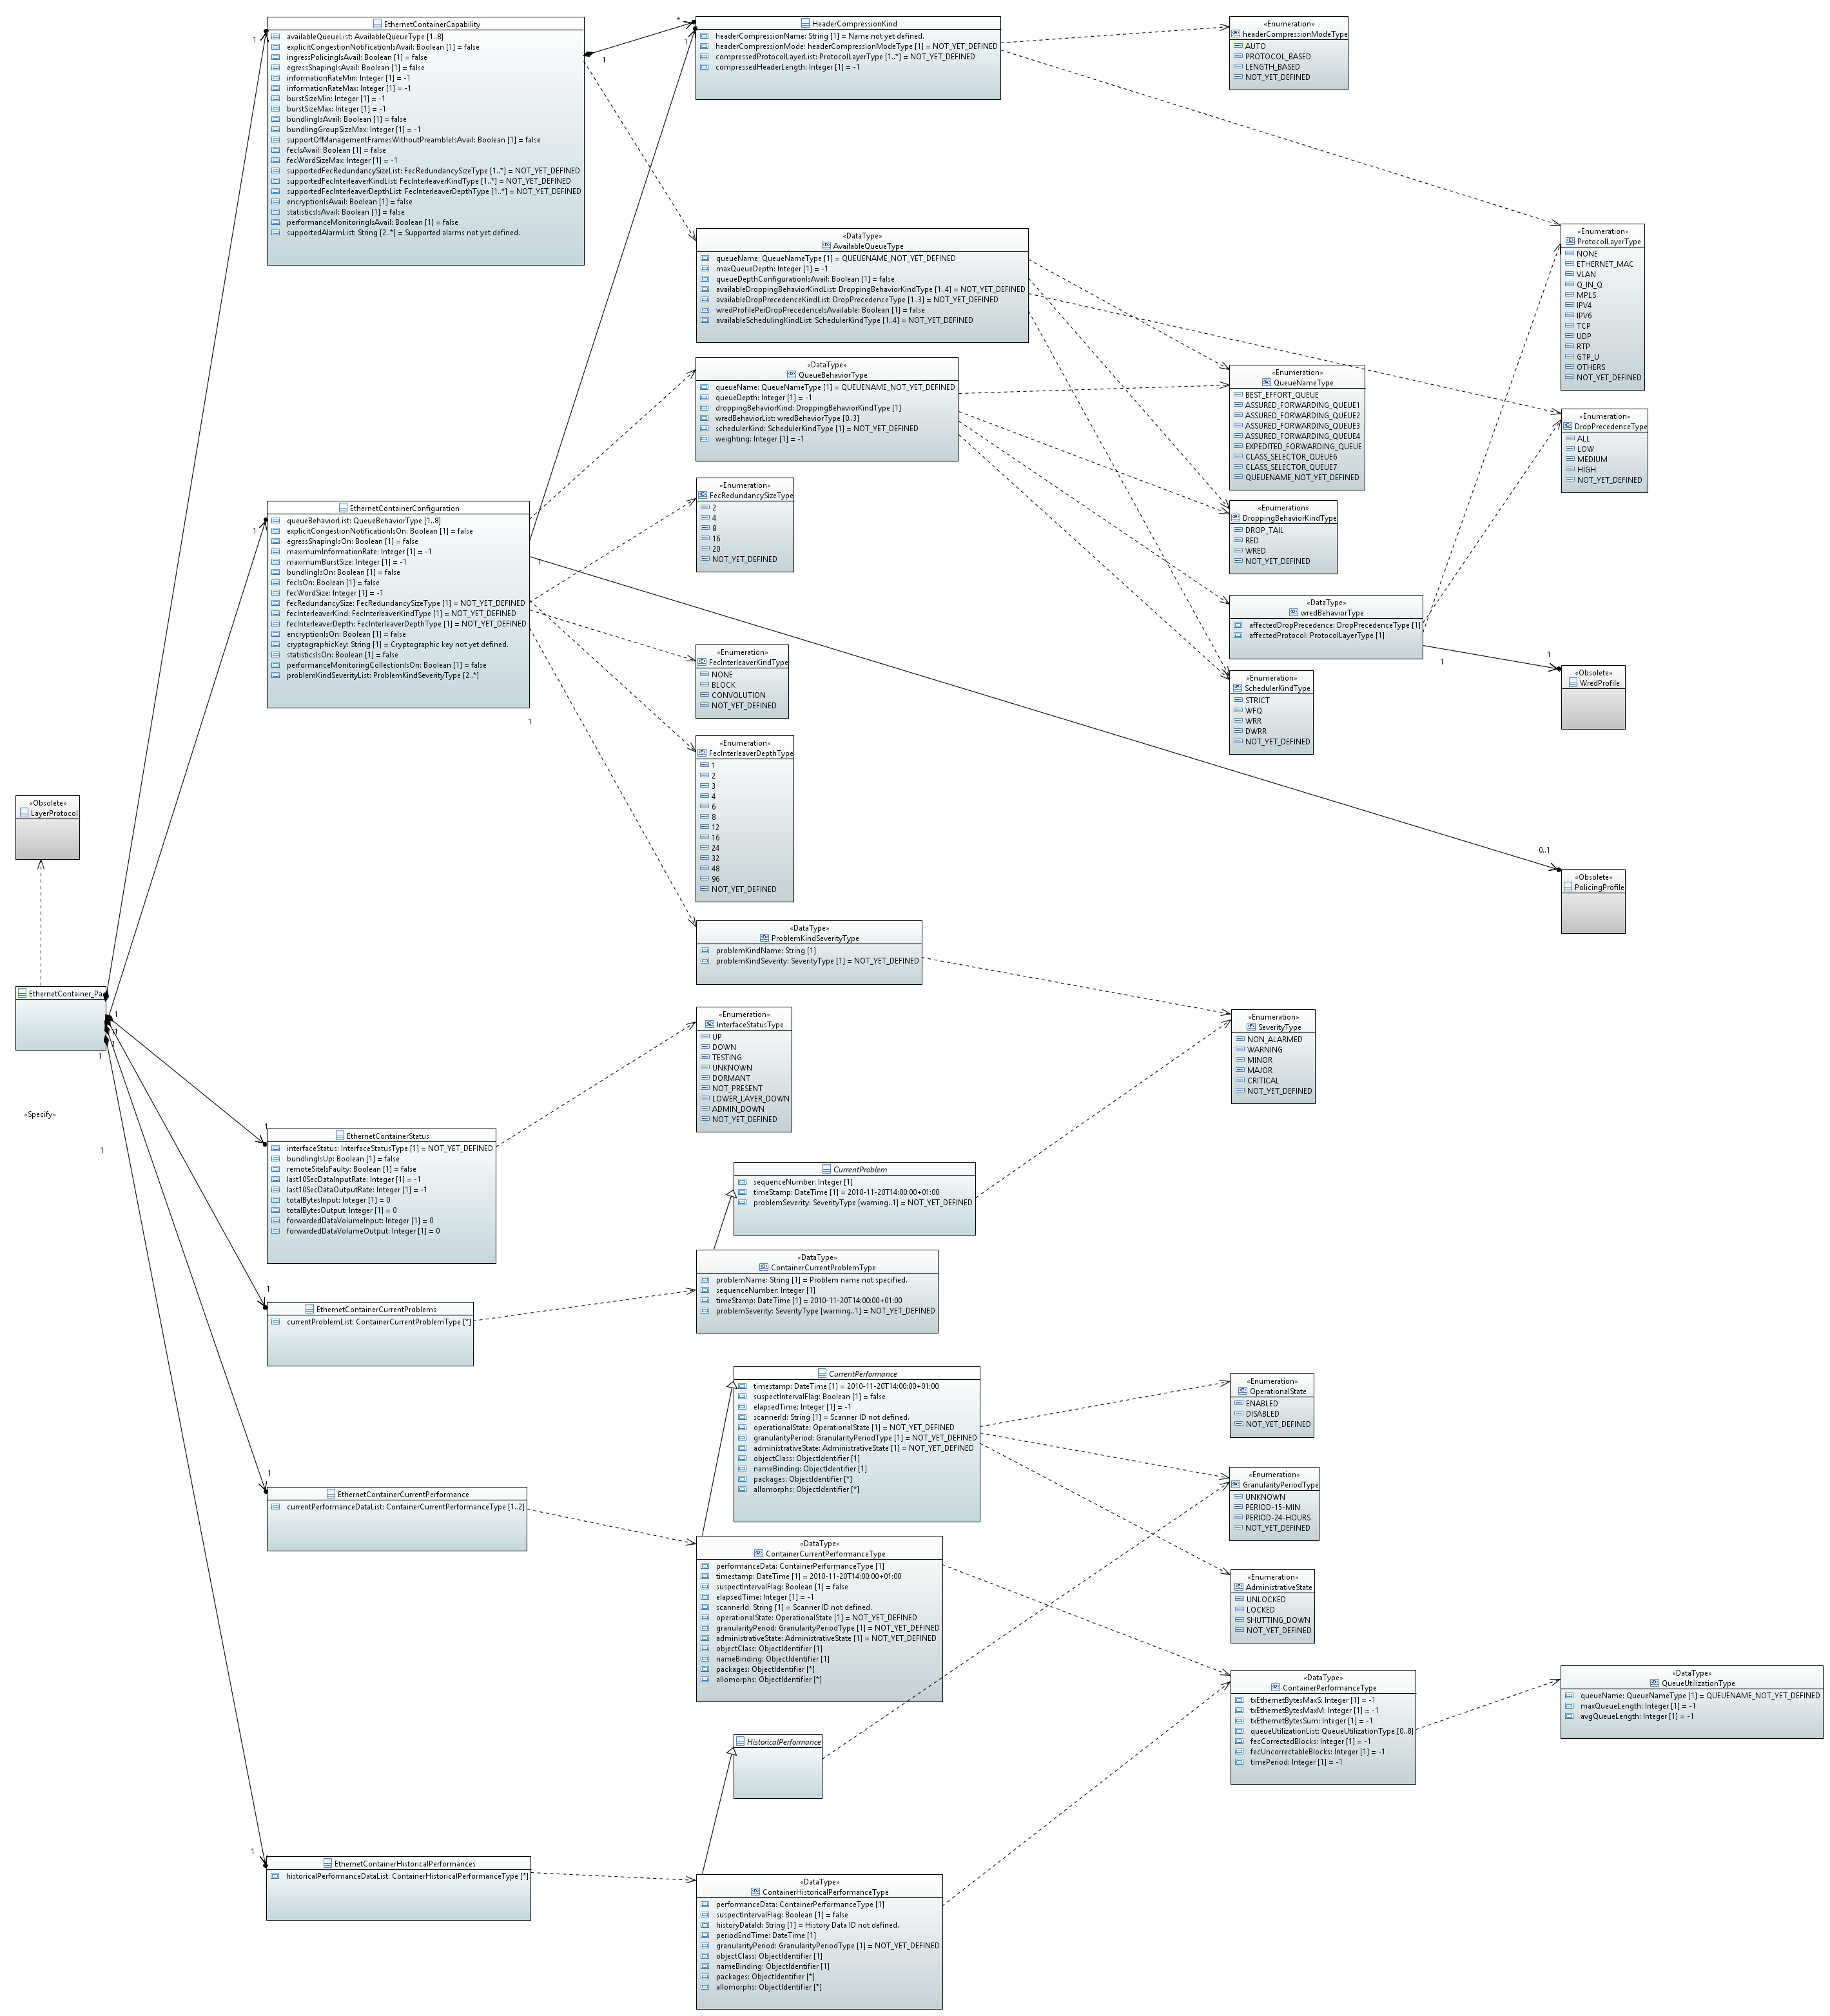 EthernetContainerCapability
availableQueueList: AvailableQueueType [1..8]
explicitCongestionNotificationIsAvail: Boolean [1] = false
ingressPolicingIsAvail: Boolean [1] = false
egressShapingIsAvail: Boolean [1] = false
informationRateMin: Integer [1] = -1
informationRateMax: Integer [1] = -1
burstSizeMin: Integer [1] = -1
burstSizeMax: Integer [1] = -1
bundlingIsAvail: Boolean [1] = false
bundlingGroupSizeMax: Integer [1] = -1
supportOfManagementFramesWithoutPreambleIsAvail: Boolean [1] = false
fecIsAvail: Boolean [1] = false
fecWordSizeMax: Integer [1] = -1
supportedFecRedundancySizeList: FecRedundancySizeType [1..*] = NOT_YET_DEFINED
supportedFecInterleaverKindList: FecInterleaverKindType [1..*] = NOT_YET_DEFINED
supportedFecInterleaverDepthList: FecInterleaverDepthType [1..*] = NOT_YET_DEFINED
encryptionIsAvail: Boolean [1] = false
statisticsIsAvail: Boolean [1] = false
performanceMonitoringIsAvail: Boolean [1] = false
supportedAlarmList: String [2..*] = Supported alarms not yet defined.
1
1
*
1
HeaderCompressionKind
headerCompressionName: String [1] = Name not yet defined.
headerCompressionMode: headerCompressionModeType [1] = NOT_YET_DEFINED
compressedProtocolLayerList: ProtocolLayerType [1..*] = NOT_YET_DEFINED
compressedHeaderLength: Integer [1] = -1
«Enumeration»
headerCompressionModeType
AUTO
PROTOCOL_BASED
LENGTH_BASED
NOT_YET_DEFINED
«DataType»
AvailableQueueType
queueName: QueueNameType [1] = QUEUENAME_NOT_YET_DEFINED
maxQueueDepth: Integer [1] = -1
queueDepthConfigurationIsAvail: Boolean [1] = false
availableDroppingBehaviorKindList: DroppingBehaviorKindType [1..4] = NOT_YET_DEFINED
availableDropPrecedenceKindList: DropPrecedenceType [1..3] = NOT_YET_DEFINED
wredProfilePerDropPrecedenceIsAvailable: Boolean [1] = false
availableSchedulingKindList: SchedulerKindType [1..4] = NOT_YET_DEFINED
«Enumeration»
ProtocolLayerType
NONE
ETHERNET_MAC
VLAN
Q_IN_Q
MPLS
IPV4
IPV6
TCP
UDP
RTP
GTP_U
OTHERS
NOT_YET_DEFINED
«DataType»
QueueBehaviorType
queueName: QueueNameType [1] = QUEUENAME_NOT_YET_DEFINED
queueDepth: Integer [1] = -1
droppingBehaviorKind: DroppingBehaviorKindType [1]
wredBehaviorList: wredBehaviorType [0..3]
schedulerKind: SchedulerKindType [1] = NOT_YET_DEFINED
weighting: Integer [1] = -1
«Enumeration»
QueueNameType
BEST_EFFORT_QUEUE
ASSURED_FORWARDING_QUEUE1
ASSURED_FORWARDING_QUEUE2
ASSURED_FORWARDING_QUEUE3
ASSURED_FORWARDING_QUEUE4
EXPEDITED_FORWARDING_QUEUE
CLASS_SELECTOR_QUEUE6
CLASS_SELECTOR_QUEUE7
QUEUENAME_NOT_YET_DEFINED
«Enumeration»
DropPrecedenceType
ALL
LOW
MEDIUM
HIGH
NOT_YET_DEFINED
EthernetContainerConfiguration
queueBehaviorList: QueueBehaviorType [1..8]
explicitCongestionNotificationIsOn: Boolean [1] = false
egressShapingIsOn: Boolean [1] = false
maximumInformationRate: Integer [1] = -1
maximumBurstSize: Integer [1] = -1
bundlingIsOn: Boolean [1] = false
fecIsOn: Boolean [1] = false
fecWordSize: Integer [1] = -1
fecRedundancySize: FecRedundancySizeType [1] = NOT_YET_DEFINED
fecInterleaverKind: FecInterleaverKindType [1] = NOT_YET_DEFINED
fecInterleaverDepth: FecInterleaverDepthType [1] = NOT_YET_DEFINED
encryptionIsOn: Boolean [1] = false
cryptographicKey: String [1] = Cryptographic key not yet defined.
statisticsIsOn: Boolean [1] = false
performanceMonitoringCollectionIsOn: Boolean [1] = false
problemKindSeverityList: ProblemKindSeverityType [2..*]
1
1
1
«Enumeration»
FecRedundancySizeType
2
4
8
16
20
NOT_YET_DEFINED
«Enumeration»
DroppingBehaviorKindType
DROP_TAIL
RED
WRED
NOT_YET_DEFINED
«DataType»
wredBehaviorType
affectedDropPrecedence: DropPrecedenceType [1]
affectedProtocol: ProtocolLayerType [1]
1
1
«Enumeration»
FecInterleaverKindType
NONE
BLOCK
CONVOLUTION
NOT_YET_DEFINED
«Enumeration»
SchedulerKindType
STRICT
WFQ
WRR
DWRR
NOT_YET_DEFINED
«Obsolete»
WredProfile
«Enumeration»
FecInterleaverDepthType
1
2
3
4
6
8
12
16
24
32
48
96
NOT_YET_DEFINED
«Obsolete»
LayerProtocol
0..1
«Obsolete»
PolicingProfile
«DataType»
ProblemKindSeverityType
problemKindName: String [1]
problemKindSeverity: SeverityType [1] = NOT_YET_DEFINED
EthernetContainer_Pa
1
1
1
1
1
«Specify»
«Enumeration»
InterfaceStatusType
UP
DOWN
TESTING
UNKNOWN
DORMANT
NOT_PRESENT
LOWER_LAYER_DOWN
ADMIN_DOWN
NOT_YET_DEFINED
«Enumeration»
SeverityType
NON_ALARMED
WARNING
MINOR
MAJOR
CRITICAL
NOT_YET_DEFINED
1
EthernetContainerStatus
interfaceStatus: InterfaceStatusType [1] = NOT_YET_DEFINED
bundlingIsUp: Boolean [1] = false
remoteSiteIsFaulty: Boolean [1] = false
last10SecDataInputRate: Integer [1] = -1
last10SecDataOutputRate: Integer [1] = -1
totalBytesInput: Integer [1] = 0
totalBytesOutput: Integer [1] = 0
forwardedDataVolumeInput: Integer [1] = 0
forwardedDataVolumeOutput: Integer [1] = 0
CurrentProblem
sequenceNumber: Integer [1]
timeStamp: DateTime [1] = 2010-11-20T14:00:00+01:00
problemSeverity: SeverityType [warning..1] = NOT_YET_DEFINED
«DataType»
ContainerCurrentProblemType
problemName: String [1] = Problem name not specified.
sequenceNumber: Integer [1]
timeStamp: DateTime [1] = 2010-11-20T14:00:00+01:00
problemSeverity: SeverityType [warning..1] = NOT_YET_DEFINED
1
EthernetContainerCurrentProblems
currentProblemList: ContainerCurrentProblemType [*]
CurrentPerformance
timestamp: DateTime [1] = 2010-11-20T14:00:00+01:00
suspectIntervalFlag: Boolean [1] = false
elapsedTime: Integer [1] = -1
scannerId: String [1] = Scanner ID not defined.
operationalState: OperationalState [1] = NOT_YET_DEFINED
granularityPeriod: GranularityPeriodType [1] = NOT_YET_DEFINED
administrativeState: AdministrativeState [1] = NOT_YET_DEFINED
objectClass: ObjectIdentifier [1]
nameBinding: ObjectIdentifier [1]
packages: ObjectIdentifier [*]
allomorphs: ObjectIdentifier [*]
«Enumeration»
OperationalState
ENABLED
DISABLED
NOT_YET_DEFINED
«Enumeration»
GranularityPeriodType
UNKNOWN
PERIOD-15-MIN
PERIOD-24-HOURS
NOT_YET_DEFINED
1
EthernetContainerCurrentPerformance
currentPerformanceDataList: ContainerCurrentPerformanceType [1..2]
«DataType»
ContainerCurrentPerformanceType
performanceData: ContainerPerformanceType [1]
timestamp: DateTime [1] = 2010-11-20T14:00:00+01:00
suspectIntervalFlag: Boolean [1] = false
elapsedTime: Integer [1] = -1
scannerId: String [1] = Scanner ID not defined.
operationalState: OperationalState [1] = NOT_YET_DEFINED
granularityPeriod: GranularityPeriodType [1] = NOT_YET_DEFINED
administrativeState: AdministrativeState [1] = NOT_YET_DEFINED
objectClass: ObjectIdentifier [1]
nameBinding: ObjectIdentifier [1]
packages: ObjectIdentifier [*]
allomorphs: ObjectIdentifier [*]
«Enumeration»
AdministrativeState
UNLOCKED
LOCKED
SHUTTING_DOWN
NOT_YET_DEFINED
«DataType»
ContainerPerformanceType
txEthernetBytesMaxS: Integer [1] = -1
txEthernetBytesMaxM: Integer [1] = -1
txEthernetBytesSum: Integer [1] = -1
queueUtilizationList: QueueUtilizationType [0..8]
fecCorrectedBlocks: Integer [1] = -1
fecUncorrectableBlocks: Integer [1] = -1
timePeriod: Integer [1] = -1
«DataType»
QueueUtilizationType
queueName: QueueNameType [1] = QUEUENAME_NOT_YET_DEFINED
maxQueueLength: Integer [1] = -1
avgQueueLength: Integer [1] = -1
HistoricalPerformance
1
EthernetContainerHistoricalPerformances
historicalPerformanceDataList: ContainerHistoricalPerformanceType [*]
«DataType»
ContainerHistoricalPerformanceType
performanceData: ContainerPerformanceType [1]
suspectIntervalFlag: Boolean [1] = false
historyDataId: String [1] = History Data ID not defined.
periodEndTime: DateTime [1]
granularityPeriod: GranularityPeriodType [1] = NOT_YET_DEFINED
objectClass: ObjectIdentifier [1]
nameBinding: ObjectIdentifier [1]
packages: ObjectIdentifier [*]
allomorphs: ObjectIdentifier [*]